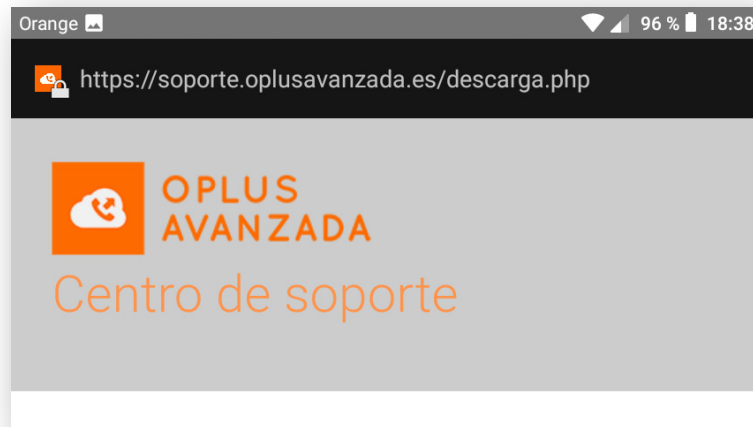 Orange 96 % 18:38
https://soporte.oplusavanzada.es/descarga.php
OPLUS
AVANZADA
Centro de soporte